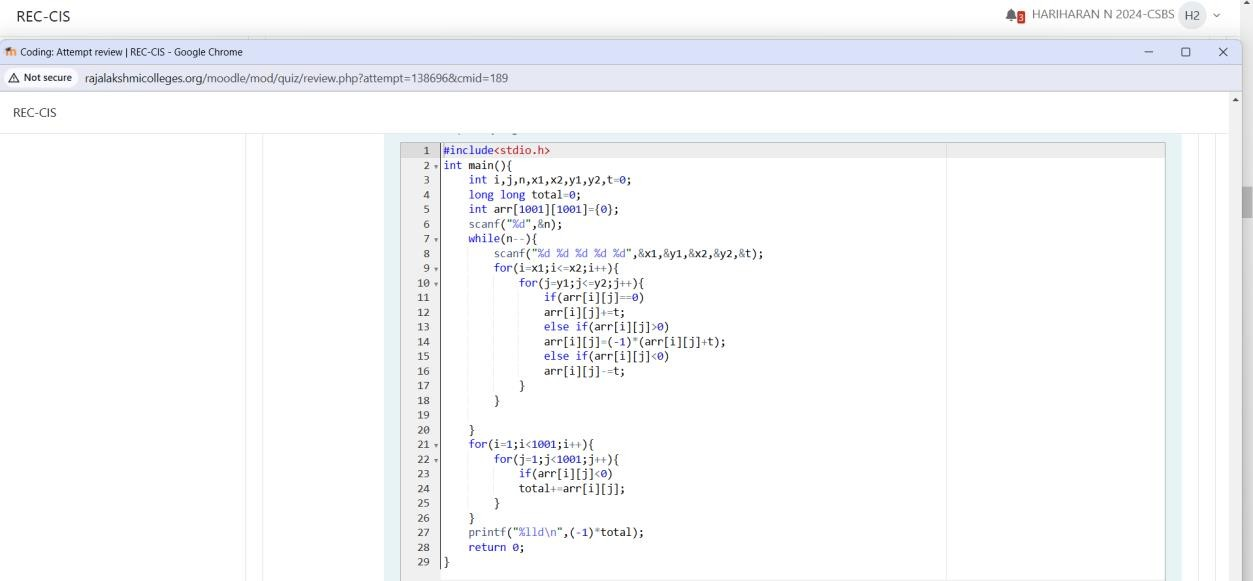 REC-CIS
3 HARIHARAN N 2024-CSBS H2
Coding: Attempt review | REC-CIS - Google Chrome
Not secure rajalakshmicolleges.org/moodle/mod/quiz/review.php?attempt=138696&cmid=189
REC-CIS
1 #include<stdio.h>
2 int main(){
3 int i,j,n,x1,x2,y1,y2,t=0;
4 long long total=0;
5 int arr[1001][1001]={0};
6 scanf("%d",&n);
7 while(n--){
8 scanf("%d %d %d %d %d",&x1,&y1,&x2,&y2,&t);
9 for(i=x1;i<=x2;i++){
10 for(j=y1;j<=y2;j++){
11 if(arr[i][j]==0)
12 arr[i][j]+=t;
13 else if(arr[i][j]>0)
14 arr[i][j]=(-1)*(arr[i][j]+t);
15 else if(arr[i][j]<0)
16 arr[i][j]-=t;
17 }
18 }
19
20 }
21 for(i=1;i<1001;i++){
22 for(j=1;j<1001;j++){
23 if(arr[i][j]<0)
24 total+=arr[i][j];
25 }
26 }
27 printf("%lld\n",(-1)*total);
28 return 0;
29 }